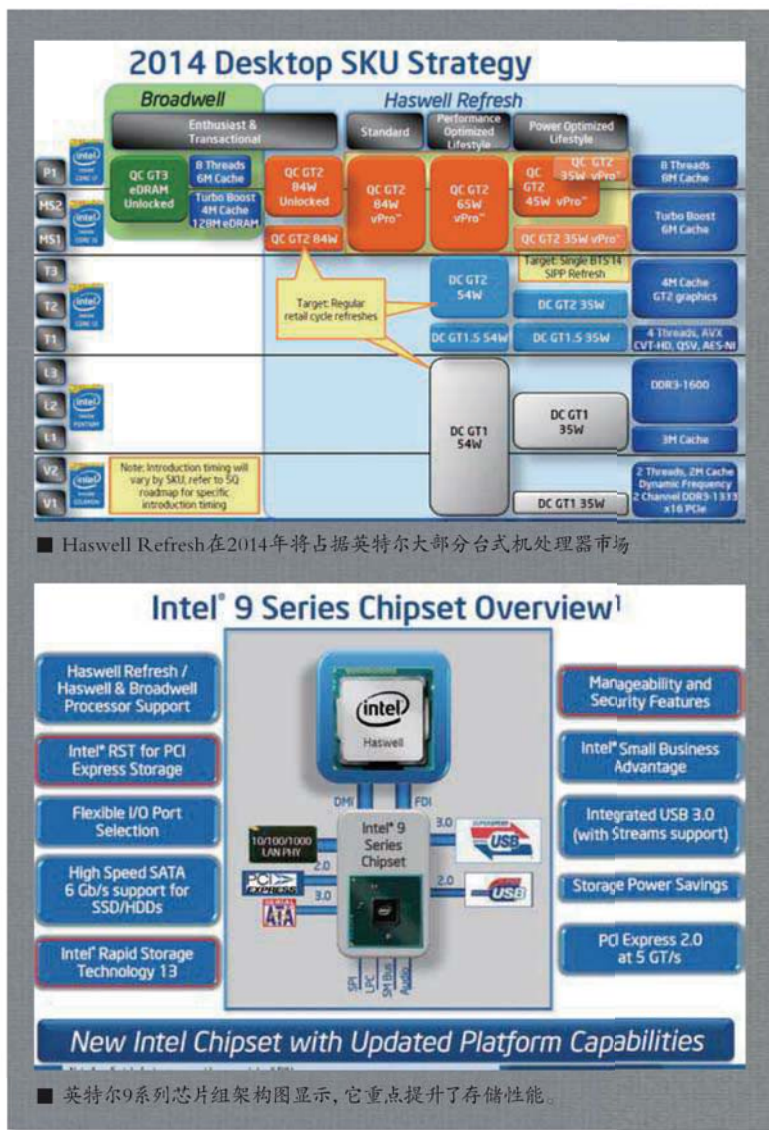 2014 Desktop SKU Strategy
Broadwell
Haswell Refresh
Enthusiast &
Transactional
Standard
Performance
Optimized
Lifestyle
Power Optimized
Lifestyle
P1
MS2
MS1
T3
T2
T1
L3
L2
L1
V2
V1
QC GT3
eDRAM
Unlocked
8 Threads
6M Cache
Turbo Boost
4M Cache
128M eDRAM
QC GT2
84W
Unlocked
QC GT2 84W
QC GT2
84W
vPro™
QC GT2
65W
vPro™
QC GT2
35W vPro™
QC
GT2
45W vPro™
QC GT2 35W vPro™
Target: Single BTS'14
SIPP Refresh
8 Threads
8M Cache
Turbo Boost
6M Cache
Target: Regular
retail cycle refreshes
DC GT2
54W
DC GT2 35W
4M Cache
GT2 graphics
DC GT1.5 54W
DC GT1.5 35W
4 Threads, AVX
CVT-HD, QSV, AES-NI
DC GT1
54W
DC GT1
35W
DDR3-1600
3M Cache
Note: Introduction timing will
vary by SKU, refer to SQ
roadmap for specific
introduction timing
DC GT1 35W
2 Threads, 2M Cache
Dynamic Frequency
2 Channel DDR3-1333
x16 PCIe
■ Haswell Refresh在2014年将占据英特尔大部分台式机处理器市场
Intel® 9 Series Chipset Overview1
Haswell Refresh /
Haswell & Broadwell
Processor Support
Intel® RST for PCI
Express Storage
Flexible I/O Port
Selection
High Speed SATA
6 Gb/s support for
SSD/HDDs
Intel® Rapid Storage
Technology 13
intel
Haswell
DMI
FDI
10/100/1000
LAN PHY
Intel® 9
Series
Chipset
3.0
USB
2.0
PCI
EXPRESS
3.0
SERIAL
ATA
2.0
USB
SPI
LPC
SM Bus
Audio
Manageability and
Security Features
Intel® Small Business
Advantage
Integrated USB 3.0
(with Streams support)
Storage Power Savings
PCI Express 2.0
at 5 GT/s
New Intel Chipset with Updated Platform Capabilities
■ 英特尔9系列芯片组架构图显示，它重点提升了存储性能。